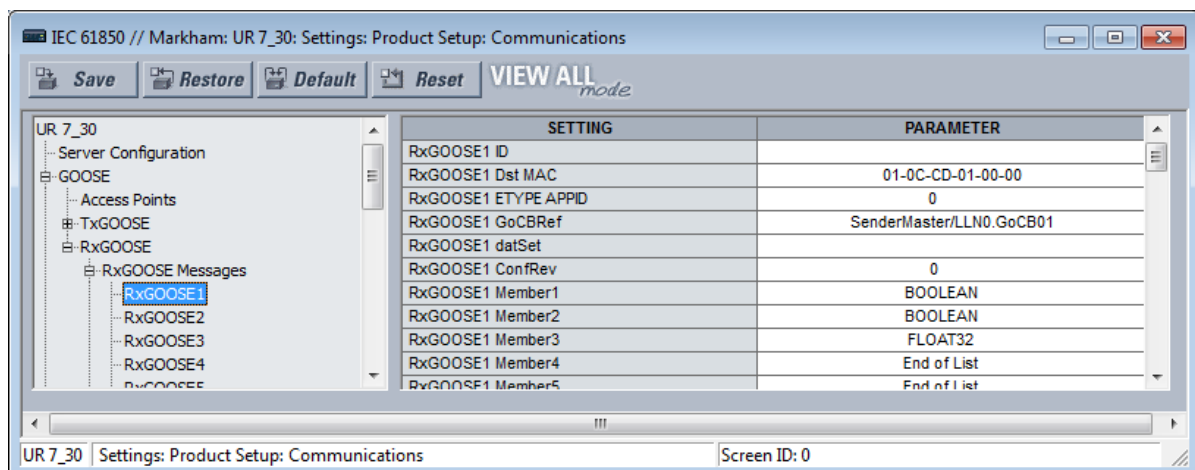 IEC 61850 // Markham: UR 7_30: Settings: Product Setup: Communications
Save Restore Default Reset VIEW ALL mode
UR 7_30
Server Configuration
GOOSE
Access Points
TxGOOSE
RxGOOSE
RxGOOSE Messages
RxGOOSE1
RxGOOSE2
RxGOOSE3
RxGOOSE4
RxGOOSE5
SETTING PARAMETER
RxGOOSE1 ID
RxGOOSE1 Dst MAC 01-0C-CD-01-00-00
RxGOOSE1 ETYPE APPID 0
RxGOOSE1 GoCBRef SenderMaster/LLN0.GoCB01
RxGOOSE1 datSet
RxGOOSE1 ConfRev 0
RxGOOSE1 Member1 BOOLEAN
RxGOOSE1 Member2 BOOLEAN
RxGOOSE1 Member3 FLOAT32
RxGOOSE1 Member4 End of List
RxGOOSE1 Member5 End of List
UR 7_30 Settings: Product Setup: Communications Screen ID: 0